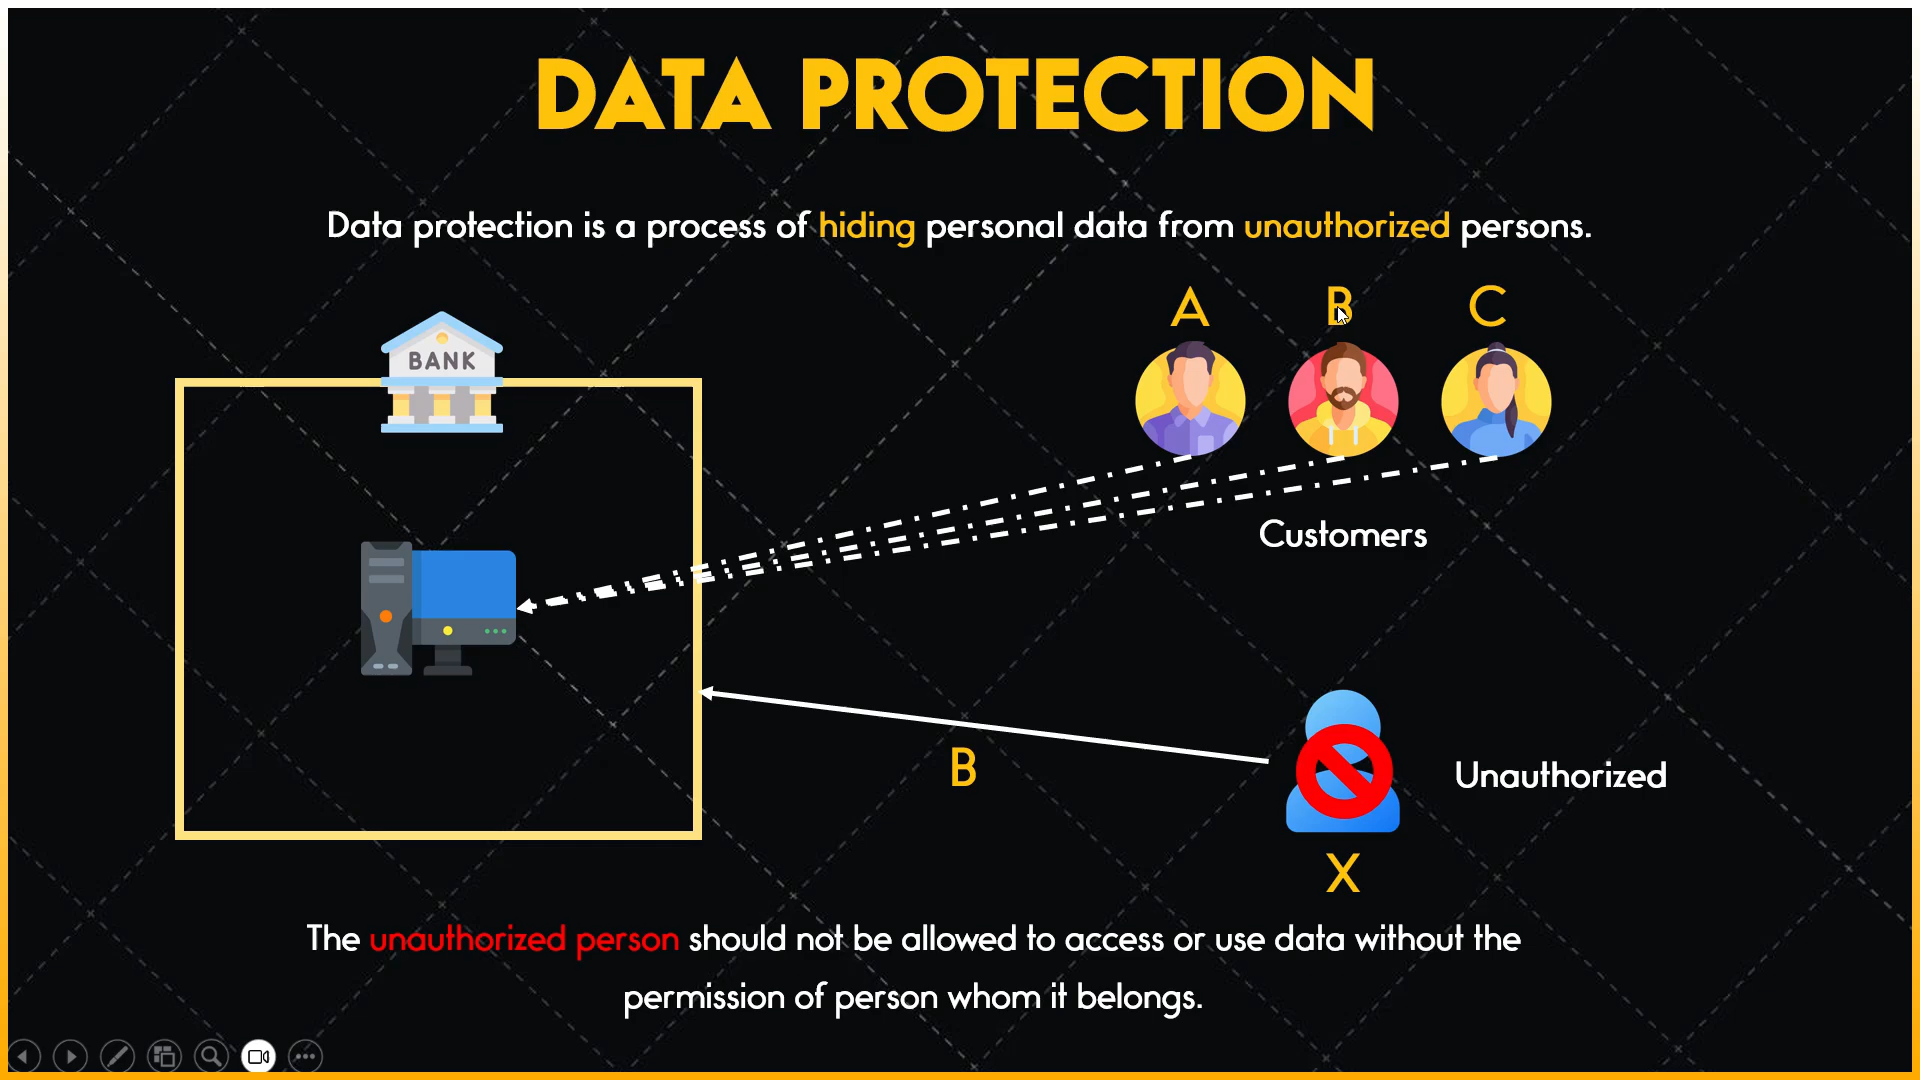 DATA PROTECTION
Data protection is a process of hiding personal data from unauthorized persons.
A B C
BANK
Customers
B
Unauthorized
X
The unauthorized person should not be allowed to access or use data without the
permission of person whom it belongs.